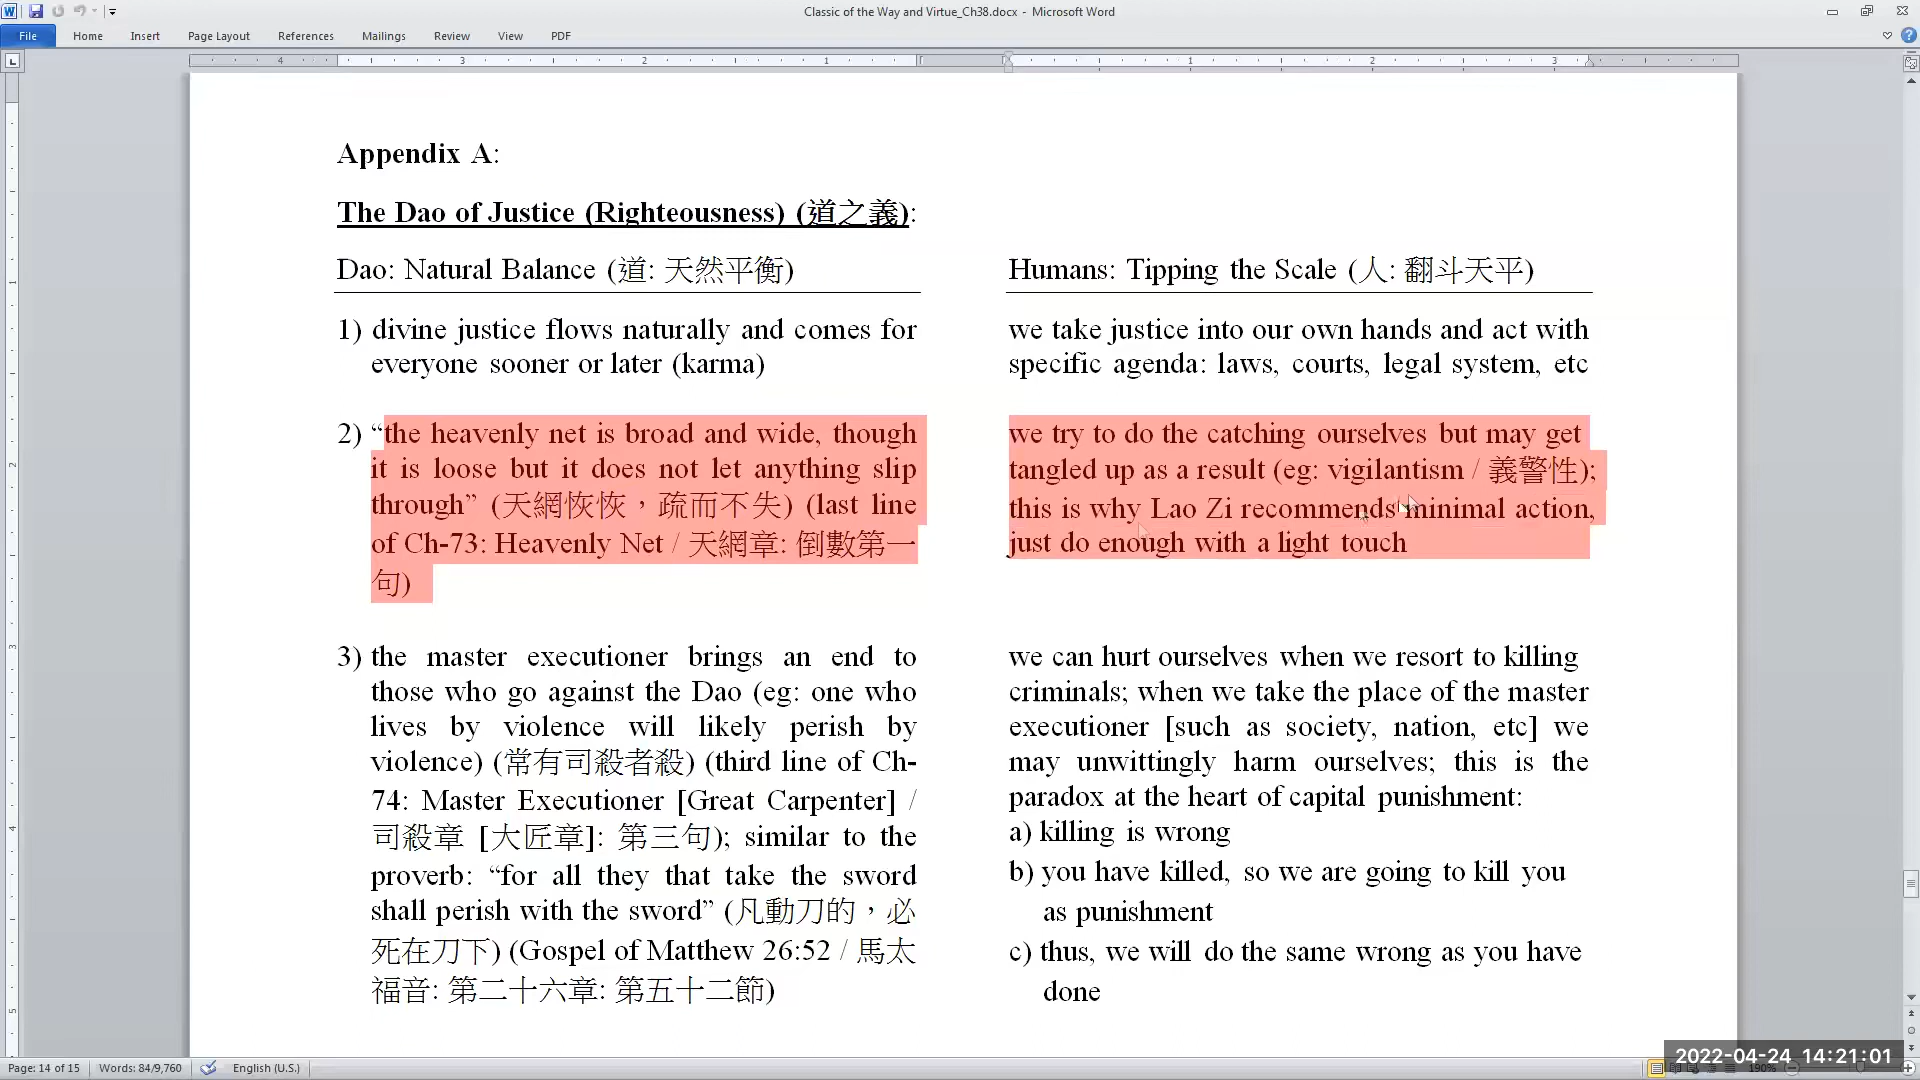 Classic of the Way and Virtue_Ch38.docx - Microsoft Word
File Home Insert Page Layout References Mailings Review View PDF
4 3 2 1 1 2 3
Appendix A:
The Dao of Justice (Righteousness) (道之義):
Dao: Natural Balance (道: 天然平衡)
1) divine justice flows naturally and comes for
everyone sooner or later (karma)
2) “the heavenly net is broad and wide, though
it is loose but it does not let anything slip
through” (天網恢恢，疏而不失) (last line
of Ch-73: Heavenly Net / 天網章: 倒數第一
句)
3) the master executioner brings an end to
those who go against the Dao (eg: one who
lives by violence will likely perish by
violence) (常有司殺者殺) (third line of Ch-
74: Master Executioner [Great Carpenter] /
司殺章 [大匠章]: 第三句); similar to the
proverb: “for all they that take the sword
shall perish with the sword” (凡動刀的，必
死在刀下) (Gospel of Matthew 26:52 / 馬太
福音: 第二十六章: 第五十二節)
Humans: Tipping the Scale (人: 翻斗天平)
we take justice into our own hands and act with
specific agenda: laws, courts, legal system, etc
we try to do the catching ourselves but may get
tangled up as a result (eg: vigilantism / 義警性);
this is why Lao Zi recommends minimal action,
just do enough with a light touch
we can hurt ourselves when we resort to killing
criminals; when we take the place of the master
executioner [such as society, nation, etc] we
may unwittingly harm ourselves; this is the
paradox at the heart of capital punishment:
a) killing is wrong
b) you have killed, so we are going to kill you
as punishment
c) thus, we will do the same wrong as you have
done
Page: 14 of 15 Words: 84/9,760 English (U.S.) 190%
2022-04-24 14:21:01